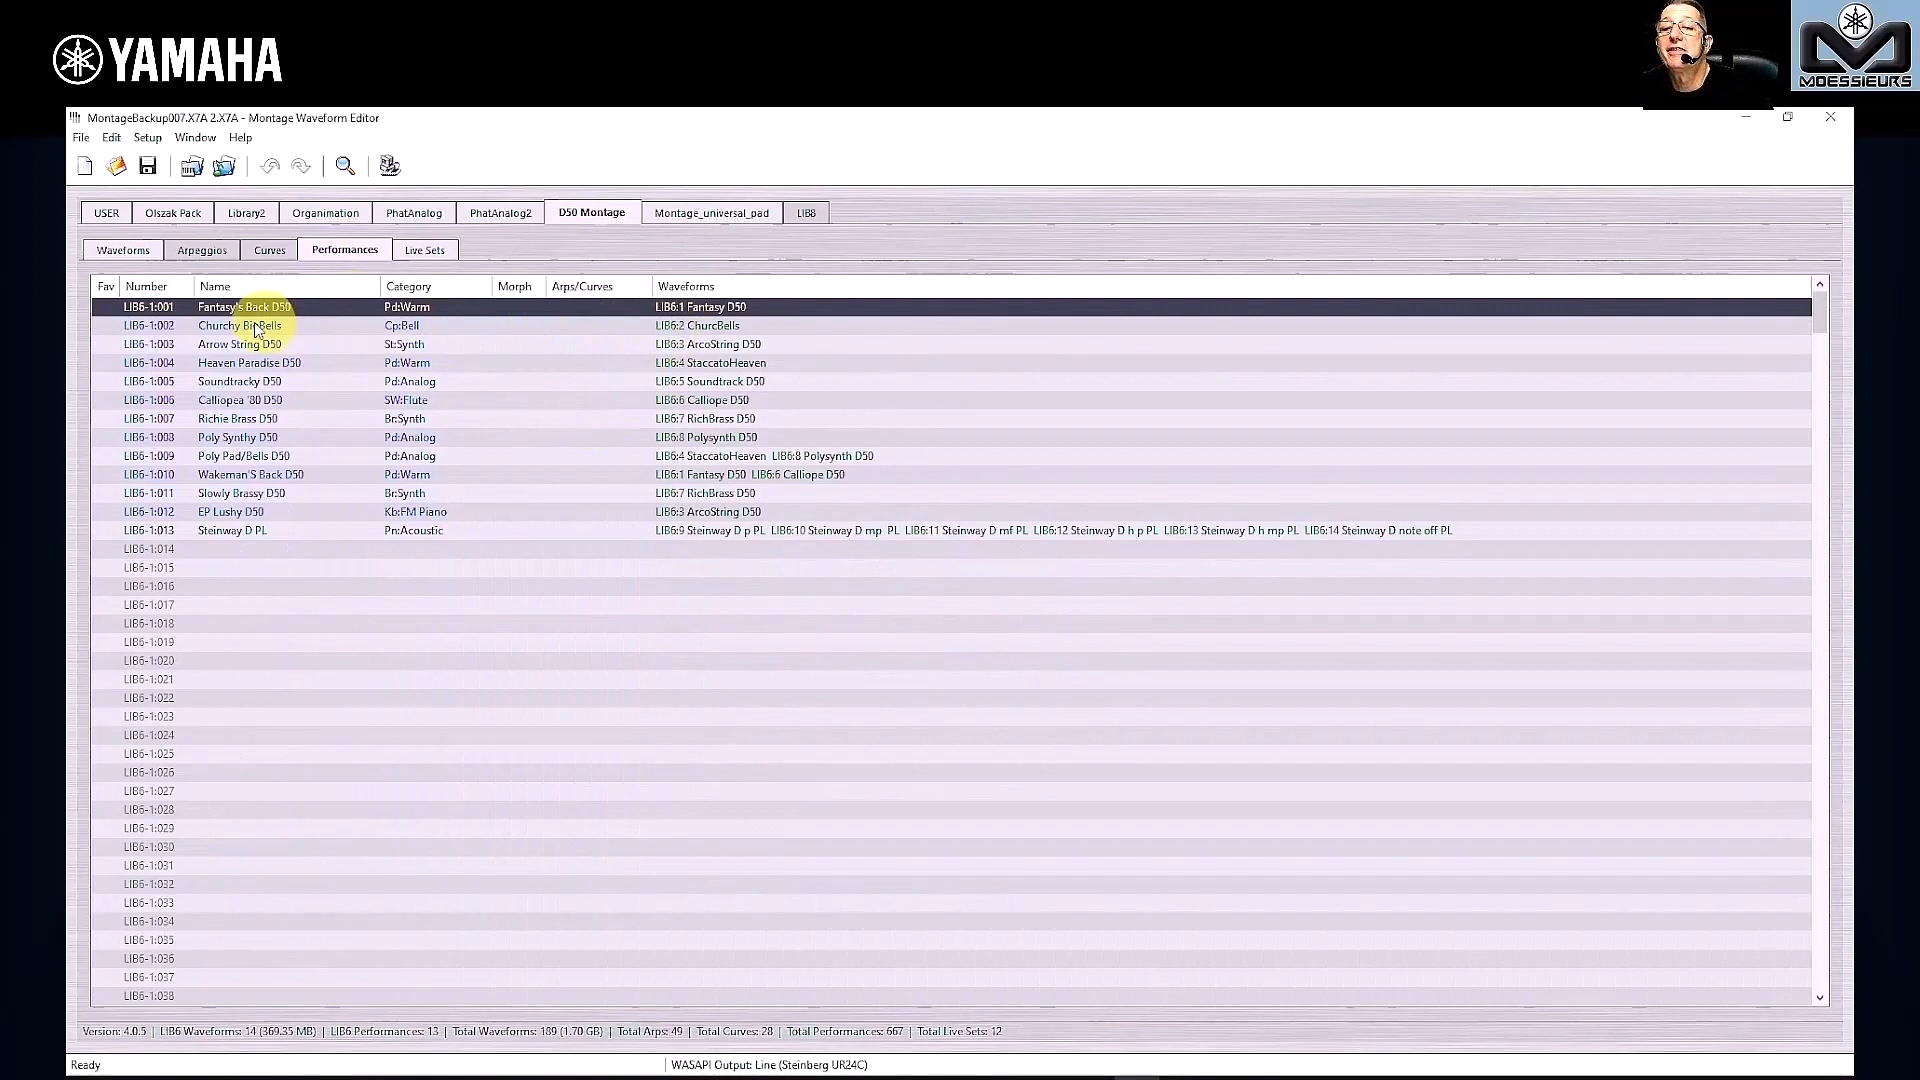 YAMAHA
MOESSIEURS
MontageBackup007.X7A 2.X7A - Montage Waveform Editor
File Edit Setup Window Help
USER Olszak Pack Library2 Organimation PhatAnalog PhatAnalog2 D50 Montage Montage_universal_pad LIB8
Waveforms Arpeggios Curves Performances Live Sets
Fav Number Name Category Morph Arps/Curves Waveforms
LIB6-1:001 Fantasy's Back D50 Pd:Warm LIB6:1 Fantasy D50
LIB6-1:002 Churchy BigBells Cp:Bell LIB6:2 ChurcBells
LIB6-1:003 Arrow String D50 St:Synth LIB6:3 ArcoString D50
LIB6-1:004 Heaven Paradise D50 Pd:Warm LIB6:4 StaccatoHeaven
LIB6-1:005 Soundtracky D50 Pd:Analog LIB6:5 Soundtrack D50
LIB6-1:006 Calliopea '80 D50 SW:Flute LIB6:6 Calliope D50
LIB6-1:007 Richie Brass D50 Br:Synth LIB6:7 RichBrass D50
LIB6-1:008 Poly Synthy D50 Pd:Analog LIB6:8 Polysynth D50
LIB6-1:009 Poly Pad/Bells D50 Pd:Analog LIB6:4 StaccatoHeaven LIB6:8 Polysynth D50
LIB6-1:010 Wakeman'S Back D50 Pd:Warm LIB6:1 Fantasy D50 LIB6:6 Calliope D50
LIB6-1:011 Slowly Brassy D50 Br:Synth LIB6:7 RichBrass D50
LIB6-1:012 EP Lushy D50 Kb:FM Piano LIB6:3 ArcoString D50
LIB6-1:013 Steinway D PL Pn:Acoustic LIB6:9 Steinway D p PL LIB6:10 Steinway D mp PL LIB6:11 Steinway D mf PL LIB6:12 Steinway D h p PL LIB6:13 Steinway D h mp PL LIB6:14 Steinway D note off PL
LIB6-1:014
LIB6-1:015
LIB6-1:016
LIB6-1:017
LIB6-1:018
LIB6-1:019
LIB6-1:020
LIB6-1:021
LIB6-1:022
LIB6-1:023
LIB6-1:024
LIB6-1:025
LIB6-1:026
LIB6-1:027
LIB6-1:028
LIB6-1:029
LIB6-1:030
LIB6-1:031
LIB6-1:032
LIB6-1:033
LIB6-1:034
LIB6-1:035
LIB6-1:036
LIB6-1:037
LIB6-1:038
Version: 4.0.5 | LIB6 Waveforms: 14 (369.35 MB) | LIB6 Performances: 13 | Total Waveforms: 189 (1.70 GB) | Total Arps: 49 | Total Curves: 28 | Total Performances: 667 | Total Live Sets: 12
Ready WASAPI Output: Line (Steinberg UR24C)